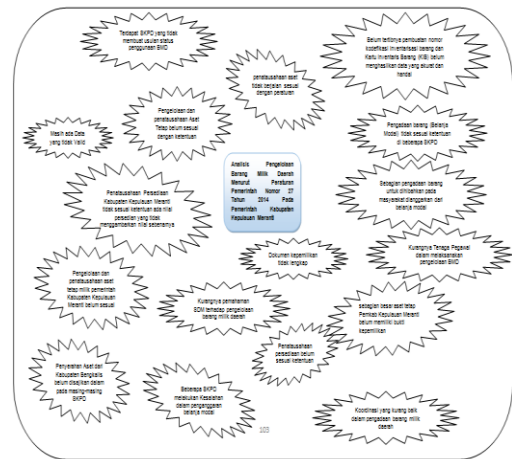 Terdapat SKPD yang tidak
membuat usulan status
penggunaan BMD
Belum tertibnya pembuatan nomor
kodefikasi inventarisasi barang dan
Kartu Inventaris Barang (KIB) belum
menghasilkan data yang akurat dan
handal
penatausahaan aset
tidak berjalan sesuai
dengan peraturan
Pengelolaan dan
penatausahaan Aset
Tetap belum sesuai
dengan ketentuan
Masih ada Data
yang tidak Valid
Pengadaan barang (Belanja
Modal) tidak sesuai ketentuan
di beberapa SKPD
Analisis Pengelolaan
Barang Milik Daerah
Menurut Peraturan
Pemerintah Nomor 27
Tahun 2014 Pada
Pemerintah Kabupaten
Kepulauan Meranti
Sebagian pengadaan barang
untuk dihibahkan pada
masyarakat dianggarkan dari
belanja modal
Penatausahaan Persediaan
Kabupaten Kepulauan Meranti
tidak sesuai ketentuan ada nilai
persedian yang tidak
menggambarkan nilai sebenarnya
Kurangnya Tenaga Pegawai
dalam melaksanakan
pengelolaan BMD
Dokumen kepemilikan
tidak lengkap
Pengelolaan dan
penatausahaan aset
tetap milik pemerintan
Kabupaten Kepulauan
Meranti belum sesuai
Kurangnya pemahaman
SDM terhadap pengelolaan
barang milik daerah
sebagian besar aset tetap
Pemkab Kepulauan Meranti
belum memiliki bukti
kepemilikan
Penatausahaan
persediaan belum
sesuai ketentuan
Penyerahan Aset dari
Kabupaten Bengkalis
belum disajikan dalam
pada masing-masing
SKPD
Beberapa SKPD
melakukan Kesalahan
dalam penganggaran
belanja modal
Koordinasi yang kurang baik
dalam pengadaan barang milik
daerah
103